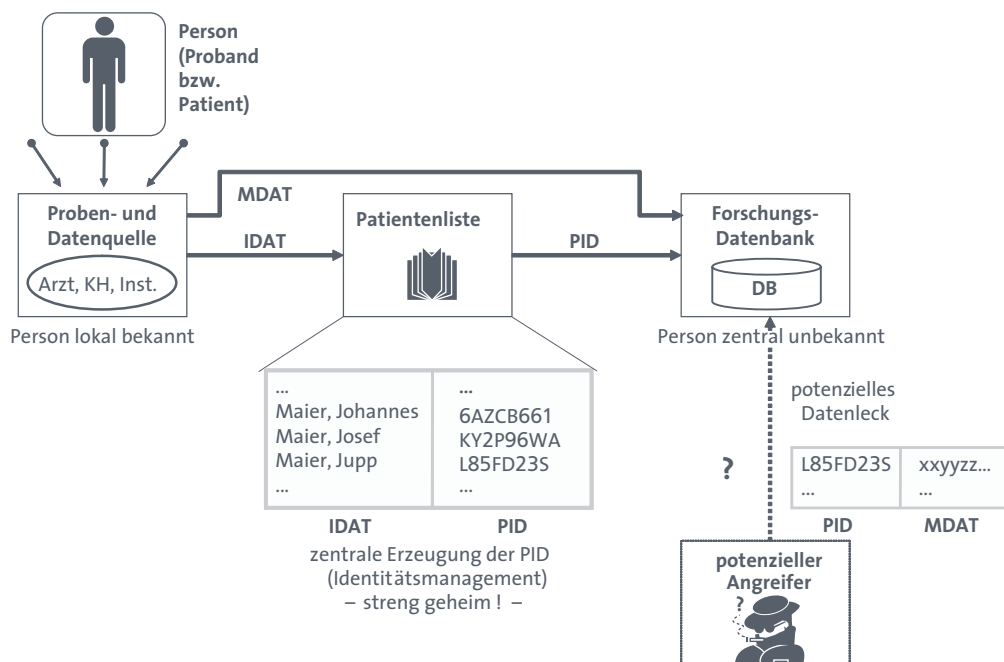 Person
(Proband
bzw.
Patient)
MDAT
Proben- und
Datenquelle
Arzt, KH, Inst.
Person lokal bekannt
IDAT
Patientenliste
PID
Forschungs-
Datenbank
DB
Person zentral unbekannt
...
Maier, Johannes
Maier, Josef
Maier, Jupp
...
...
6AZCB661
KY2P96WA
L85FD23S
...
IDAT
PID
zentrale Erzeugung der PID
(Identitätsmanagement)
– streng geheim ! –
potenzielles
Datenleck
?
L85FD23S xxyyzz...
... ...
PID MDAT
potenzieller
Angreifer
?